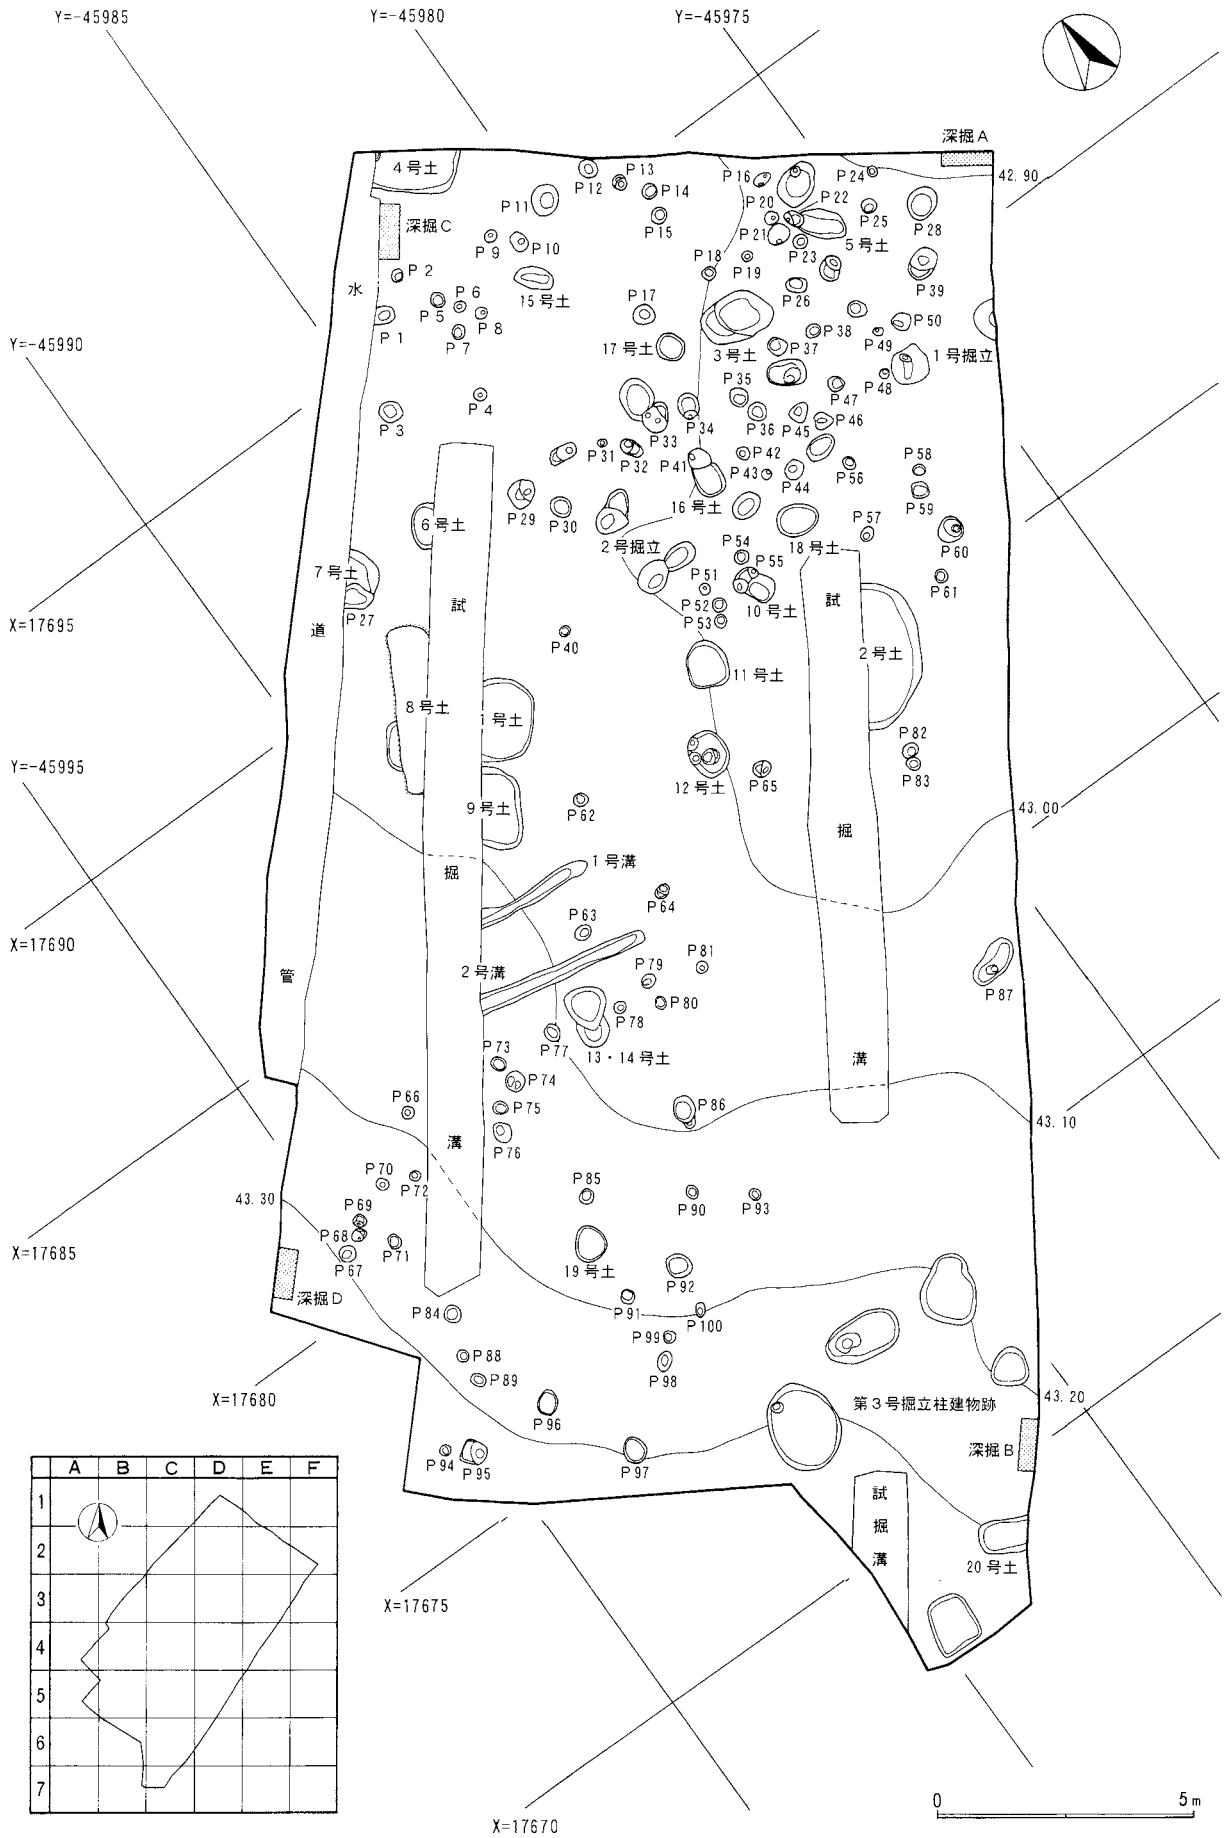 Y=-45985
Y=-45980
Y=-45975
深掘A
4号土
P13
P12
P14
P16
P24
42.90
P11
P20
P22
P25
P28
深掘C
P15
P21
P9
P10
P23
5号土
P2
P18
P19
P39
水
15号土
P26
P6
P5
P8
P17
P1
P7
P38
P50
P49
Y=-45990
17号土
3号土
P37
1号掘立
P35
P48
P47
P4
P3
P33
P34
P36
P45
P46
P31
P32
P41
P42
P43
P44
P56
P58
P59
P29
P30
16号土
6号土
2号掘立
18号土
P57
P60
P54
P55
7号土
P51
P61
試
試
P52
10号土
P27
P53
X=17695
道
P40
2号土
11号土
8号土
1号土
P82
Y=-45995
P83
12号土
P65
9号土
P62
43.00
掘
1号溝
掘
P64
P63
X=17690
2号溝
P81
管
P79
P80
P87
P78
P77
13・14号土
P73
溝
P74
P66
P75
P86
43.10
溝
P76
P70
P72
P85
43.30
P90
P93
P69
P68
P71
X=17685
P67
19号土
P92
深掘D
P91
P84
P100
P99
P88
P98
X=17680
P89
43.20
第3号掘立柱建物跡
P96
深掘B
P94
P95
P97
A B C D E F
1
2
3
4
5
6
7
試
掘
溝
20号土
X=17675
X=17670
0 5m